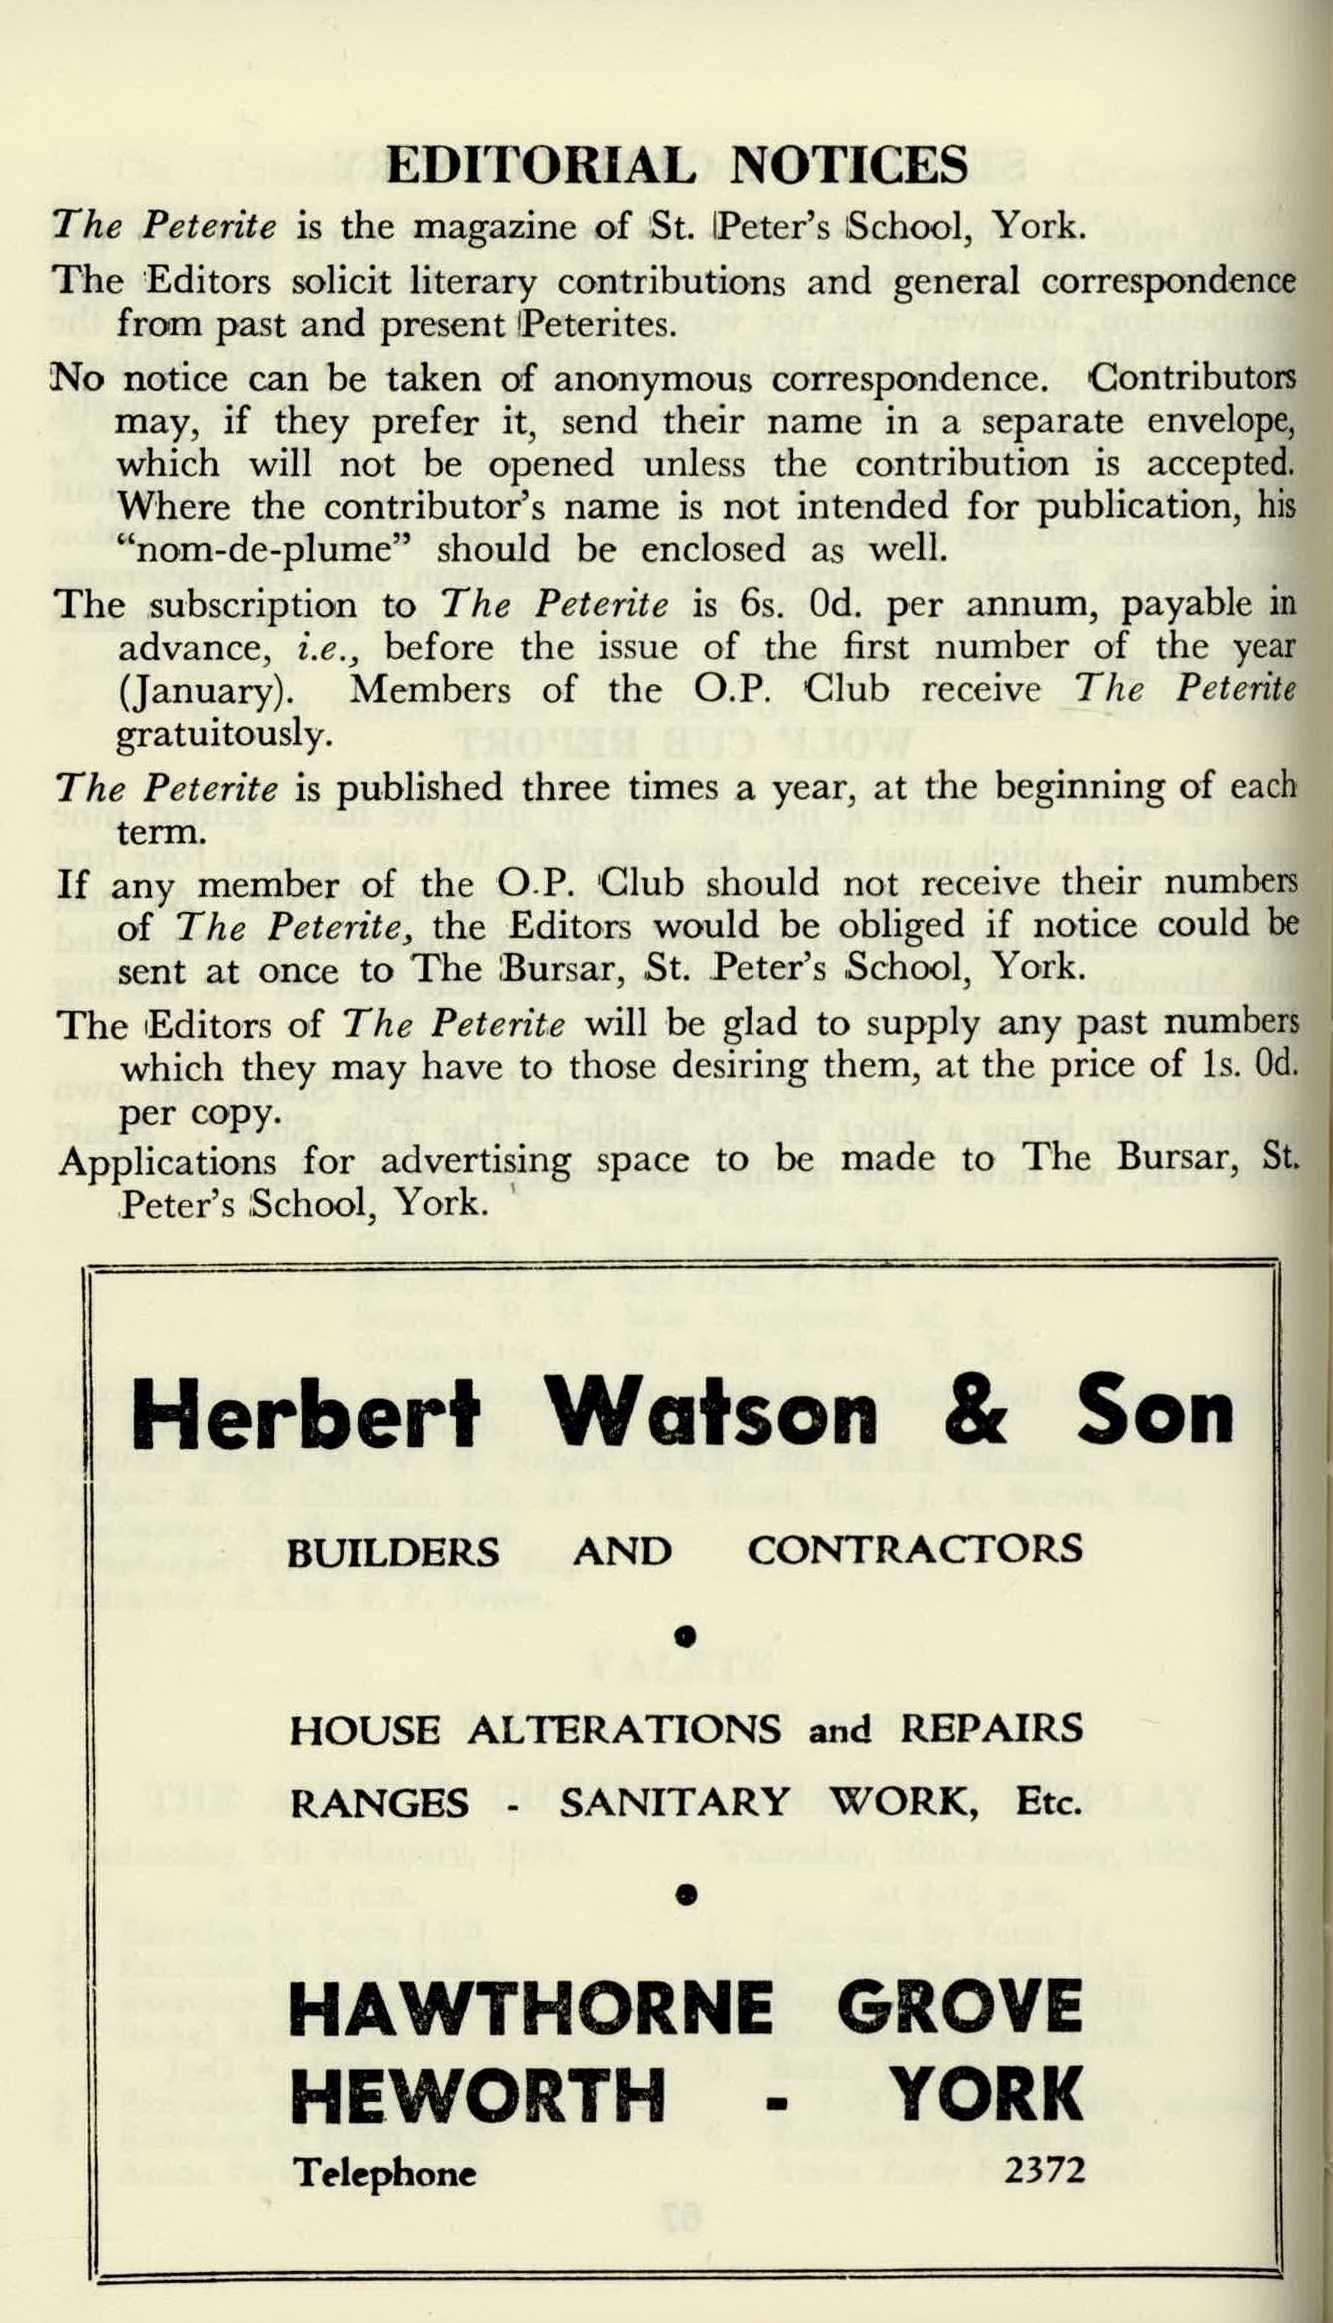 EDITORIAL NOTICES
The Peterite is the magazine of St. Peter's School, York.
The Editors solicit literary contributions and general correspondence
from past and present Peterites.
No notice can be taken of anonymous correspondence. Contributors
may, if they prefer it, send their name in a separate envelope,
which will not be opened unless the contribution is accepted.
Where the contributor's name is not intended for publication, his
"nom-de-plume" should be enclosed as well.
The subscription to The Peterite is 6s. 0d. per annum, payable in
advance, i.e., before the issue of the first number of the year
(January). Members of the O.P. Club receive The Peterite
gratuitously.
The Peterite is published three times a year, at the beginning of each
term.
If any member of the O.P. Club should not receive their numbers
of The Peterite, the Editors would be obliged if notice could be
sent at once to The Bursar, St. Peter's School, York.
The Editors of The Peterite will be glad to supply any past numbers
which they may have to those desiring them, at the price of 1s. 0d.
per copy.
Applications for advertising space to be made to The Bursar, St.
Peter's School, York.
Herbert Watson & Son
BUILDERS AND CONTRACTORS
HOUSE ALTERATIONS and REPAIRS
RANGES - SANITARY WORK, Etc.
HAWTHORNE GROVE
HEWORTH - YORK
Telephone 2372